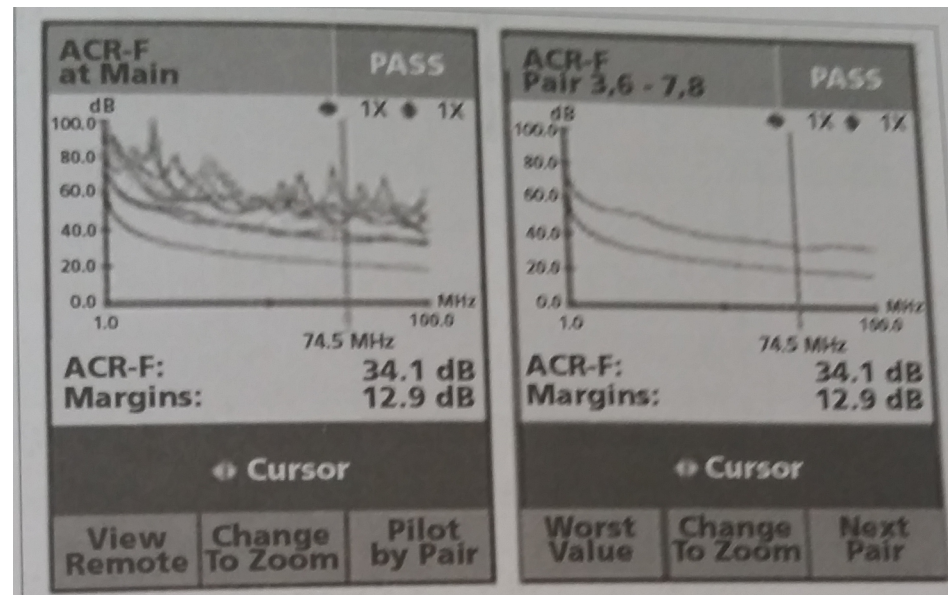 ACR-F
at Main
PASS
1X 1X
dB
100.0
80.0
60.0
40.0
20.0
0.0
MHz
1.0
100.0
74.5 MHz
ACR-F: 34.1 dB
Margins: 12.9 dB
Cursor
View Remote
Change To Zoom
Pilot by Pair
ACR-F
Pair 3,6 - 7,8
PASS
1X 1X
dB
100.0
80.0
60.0
40.0
20.0
0.0
MHz
1.0
100.0
74.5 MHz
ACR-F: 34.1 dB
Margins: 12.9 dB
Cursor
Worst Value
Change To Zoom
Next Pair